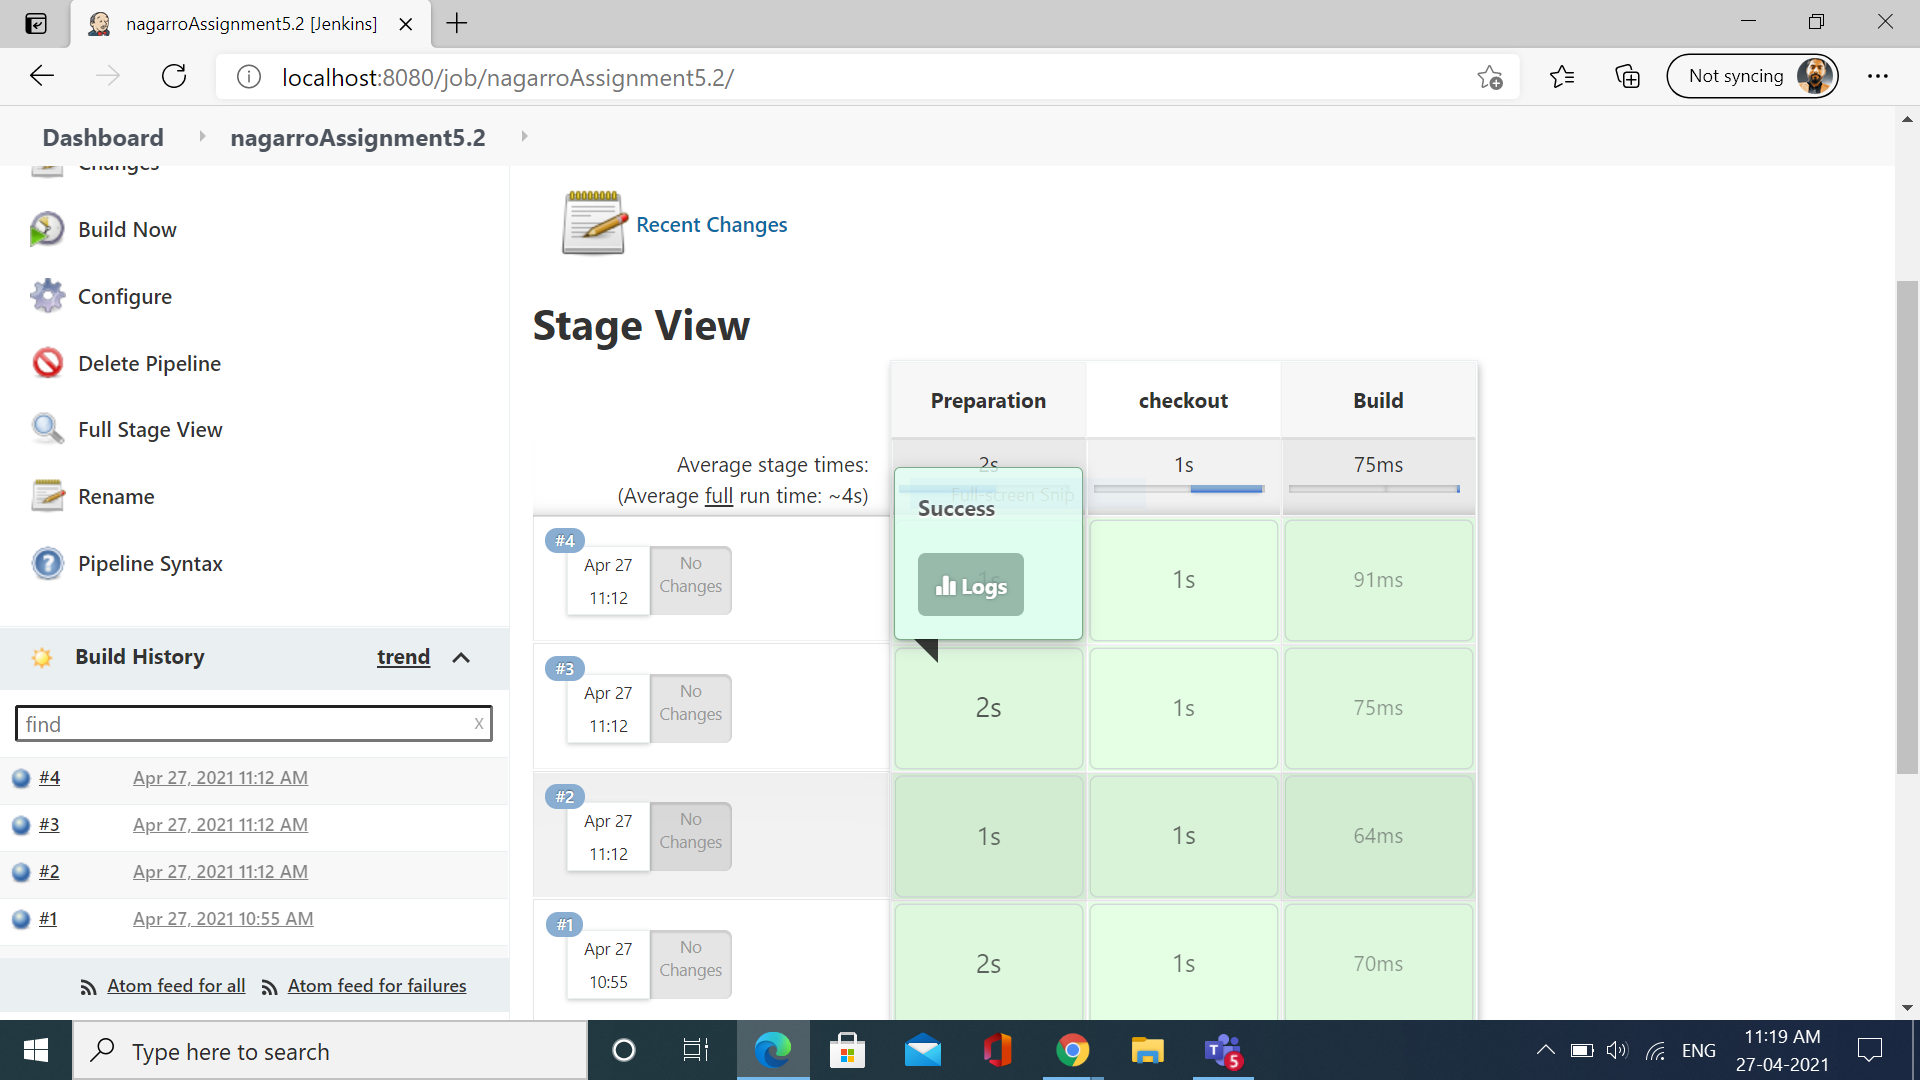 nagarroAssignment5.2 [Jenkins]
localhost:8080/job/nagarroAssignment5.2/
Not syncing
Dashboard
nagarroAssignment5.2
Changes
Build Now
Configure
Delete Pipeline
Full Stage View
Rename
Pipeline Syntax
Build History
trend
find
x
#4 Apr 27, 2021 11:12 AM
#3 Apr 27, 2021 11:12 AM
#2 Apr 27, 2021 11:12 AM
#1 Apr 27, 2021 10:55 AM
Atom feed for all Atom feed for failures
Recent Changes
Stage View
Preparation checkout Build
Average stage times: 2s 1s 75ms
(Average full run time: ~4s)
Full-screen Snip
Success
Logs
#4
Apr 27
11:12
No
Changes
1s
1s
91ms
#3
Apr 27
11:12
No
Changes
2s
1s
75ms
#2
Apr 27
11:12
No
Changes
1s
1s
64ms
#1
Apr 27
10:55
No
Changes
2s
1s
70ms
Type here to search
T
5
ENG
11:19 AM
27-04-2021